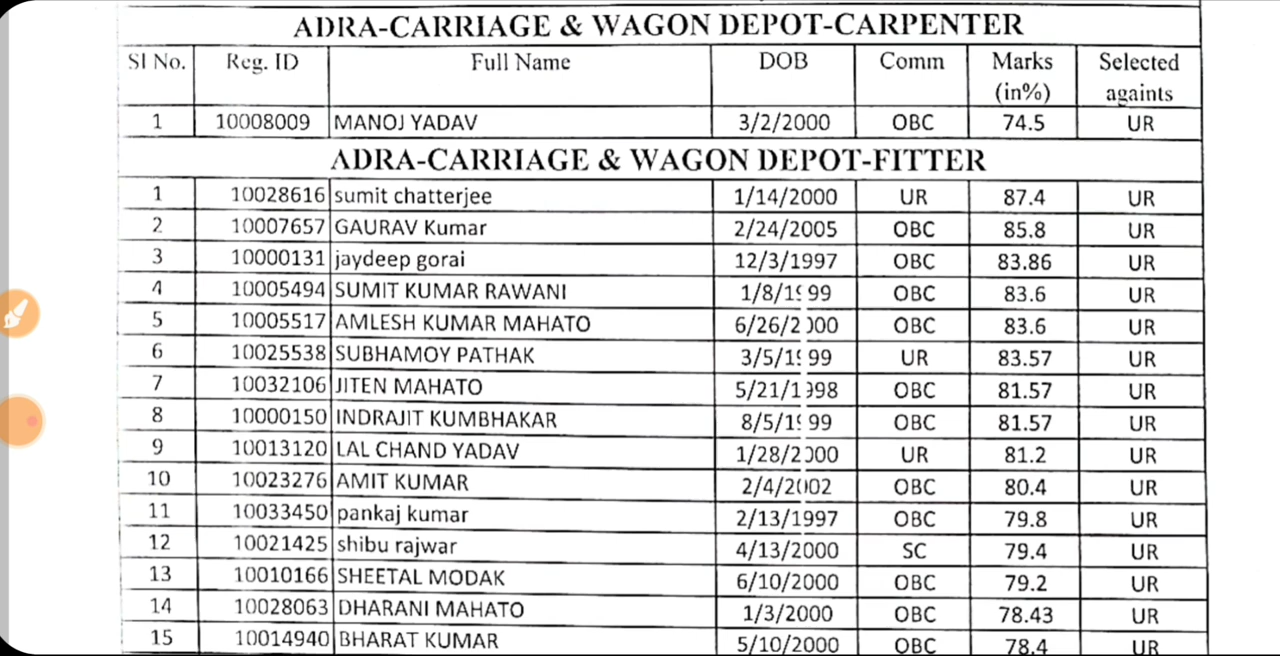 ADRA-CARRIAGE & WAGON DEPOT-CARPENTER
Sl No. Reg. ID Full Name DOB Comm Marks (in%) Selected againts
1 10008009 MANOJ YADAV 3/2/2000 OBC 74.5 UR
ADRA-CARRIAGE & WAGON DEPOT-FITTER
1 10028616 sumit chatterjee 1/14/2000 UR 87.4 UR
2 10007657 GAURAV Kumar 2/24/2005 OBC 85.8 UR
3 10000131 jaydeep gorai 12/3/1997 OBC 83.86 UR
4 10005494 SUMIT KUMAR RAWANI 1/8/1999 OBC 83.6 UR
5 10005517 AMLESH KUMAR MAHATO 6/26/2000 OBC 83.6 UR
6 10025538 SUBHAMOY PATHAK 3/5/1999 UR 83.57 UR
7 10032106 JITEN MAHATO 5/21/1998 OBC 81.57 UR
8 10000150 INDRAJIT KUMBHAKAR 8/5/1999 OBC 81.57 UR
9 10013120 LAL CHAND YADAV 1/28/2000 UR 81.2 UR
10 10023276 AMIT KUMAR 2/4/2002 OBC 80.4 UR
11 10033450 pankaj kumar 2/13/1997 OBC 79.8 UR
12 10021425 shibu rajwar 4/13/2000 SC 79.4 UR
13 10010166 SHEETAL MODAK 6/10/2000 OBC 79.2 UR
14 10028063 DHARANI MAHATO 1/3/2000 OBC 78.43 UR
15 10014940 BHARAT KUMAR 5/10/2000 OBC 78.4 UR